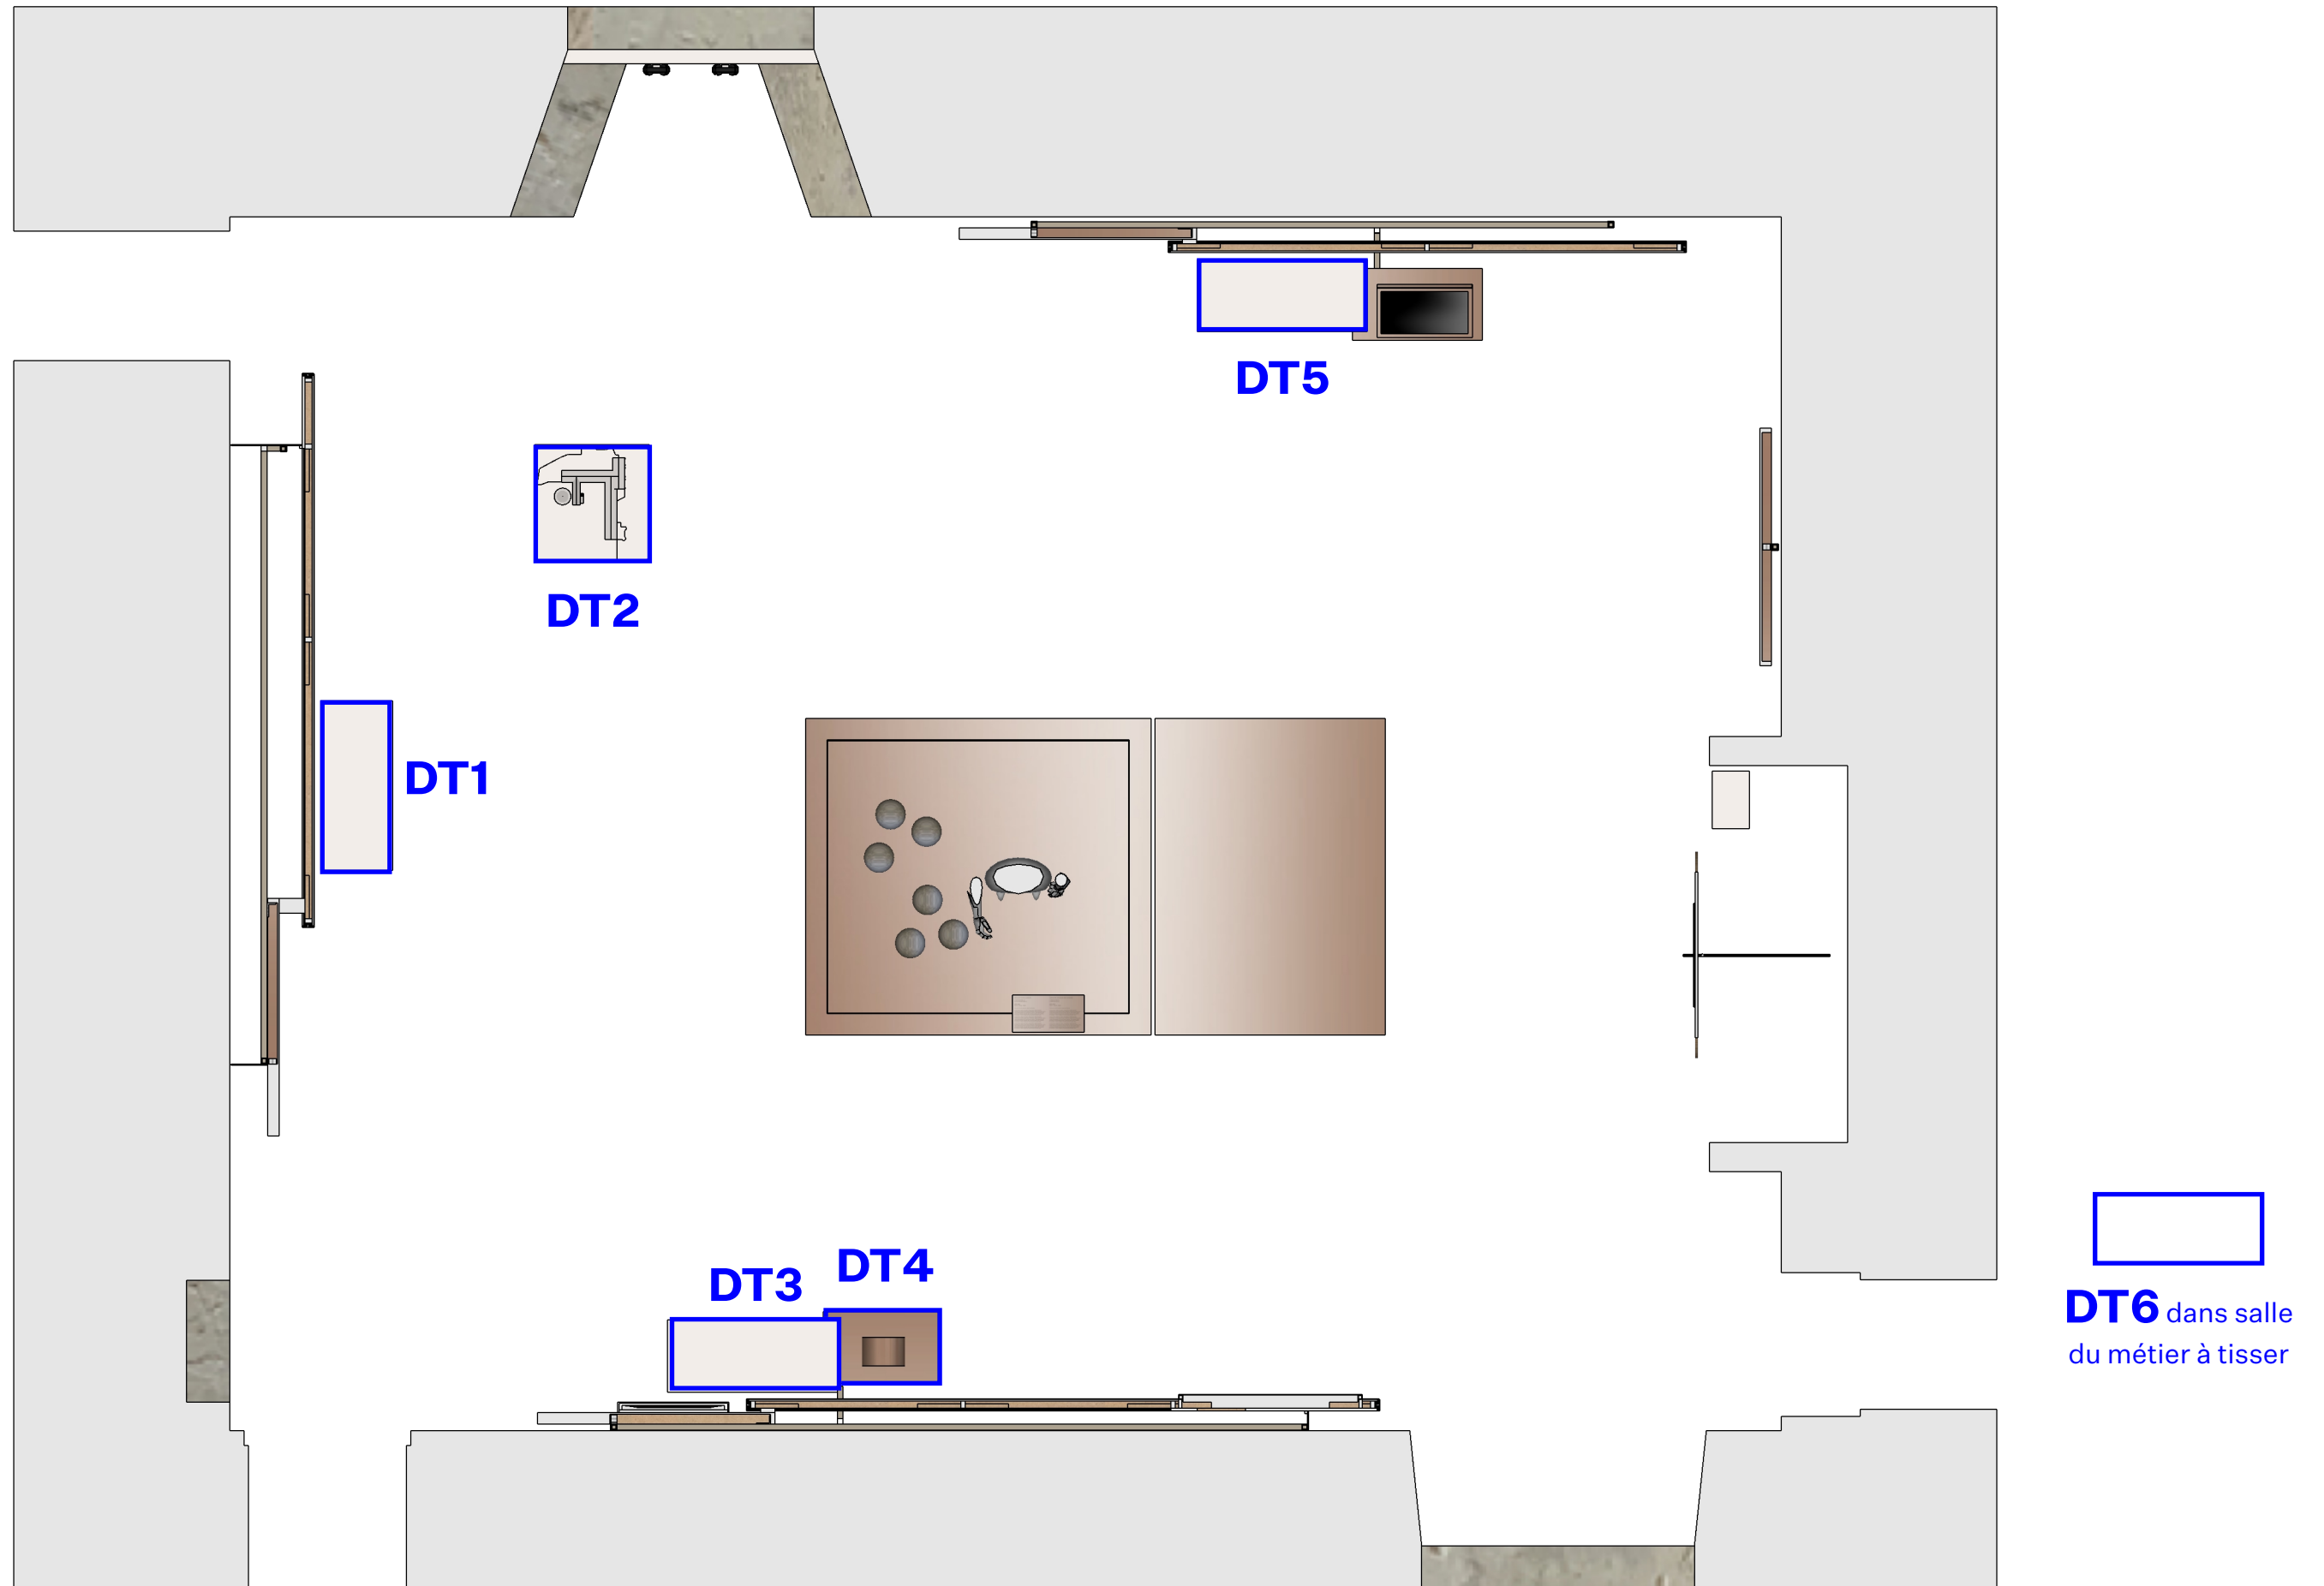 DT5
DT2
DT1
DT4
DT3
DT6 dans salle
du métier à tisser